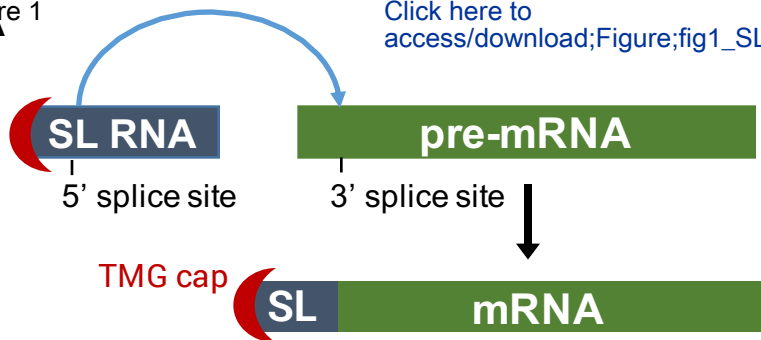 re 1
A
Click here to
access/download;Figure;fig1_SL
SL RNA
pre-mRNA
5’ splice site
3’ splice site
TMG cap
SL
mRNA